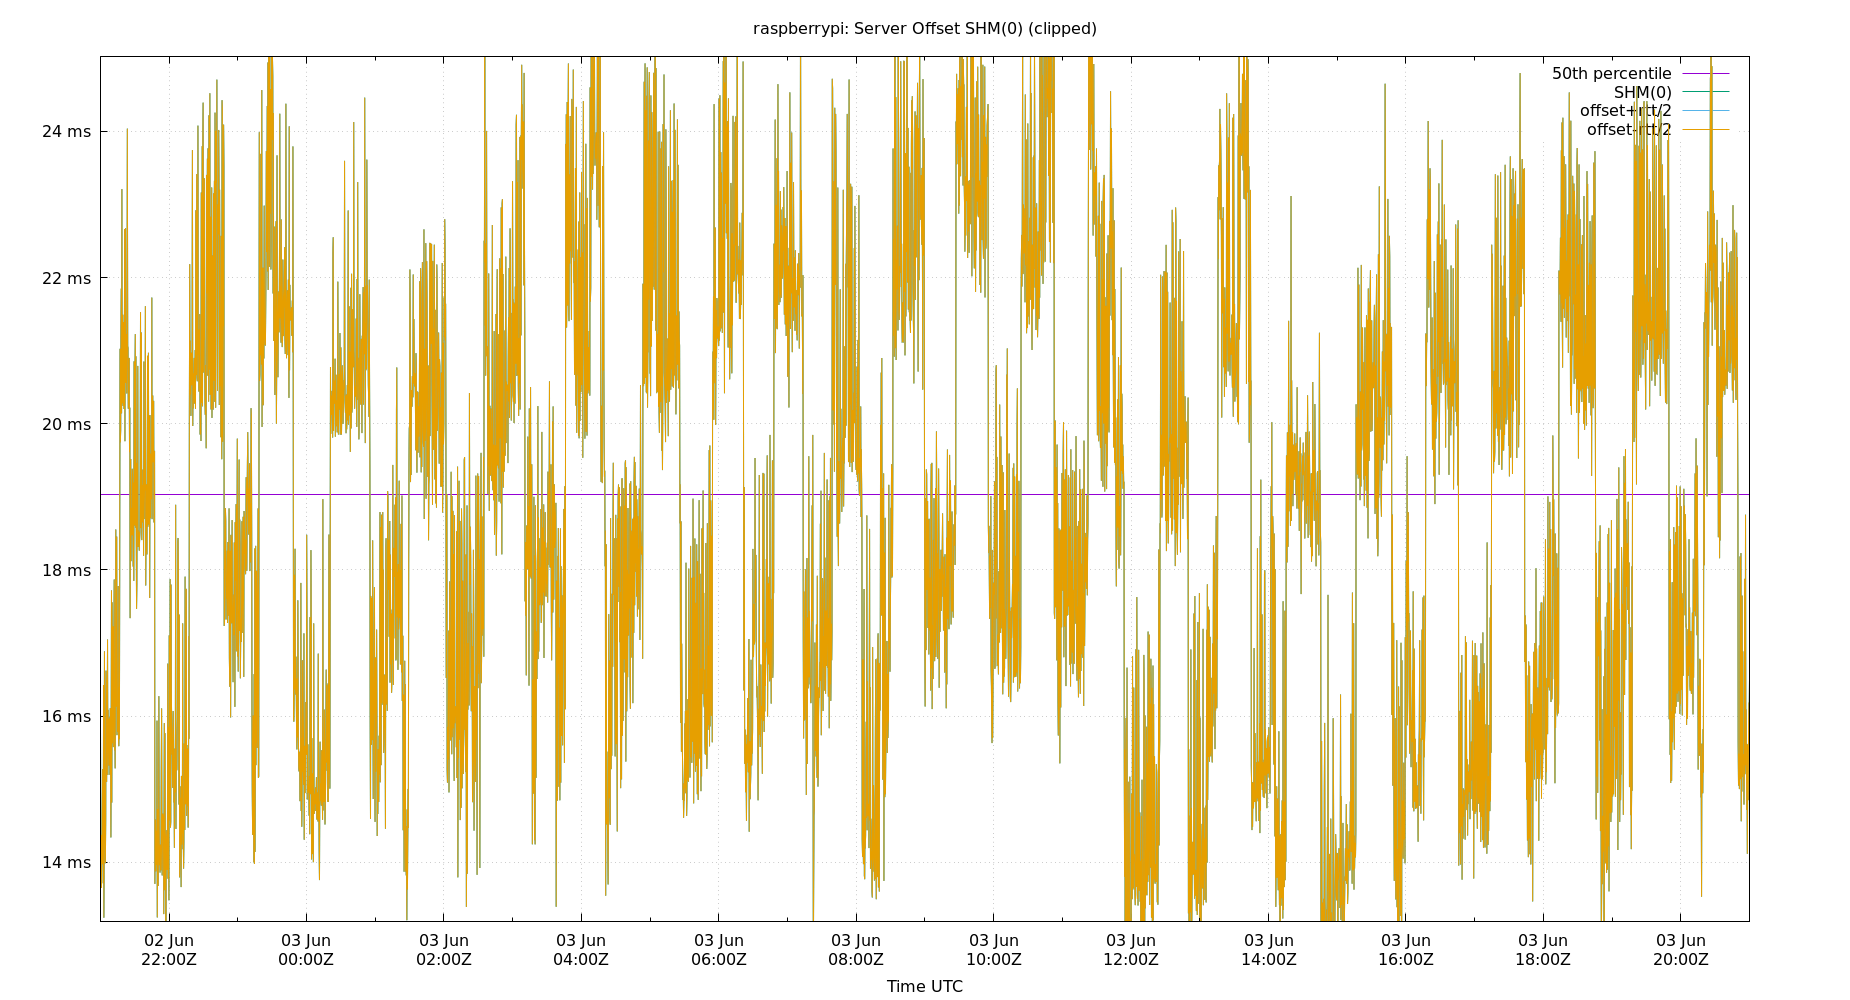 raspberrypi: Server Offset SHM(0) (clipped)
50th percentile
SHM(0)
offset+rtt/2
offset-rtt/2
24 ms
22 ms
20 ms
18 ms
16 ms
14 ms
02 Jun 03 Jun 03 Jun 03 Jun 03 Jun 03 Jun 03 Jun 03 Jun 03 Jun 03 Jun 03 Jun 03 Jun
22:00Z 00:00Z 02:00Z 04:00Z 06:00Z 08:00Z 10:00Z 12:00Z 14:00Z 16:00Z 18:00Z 20:00Z
Time UTC